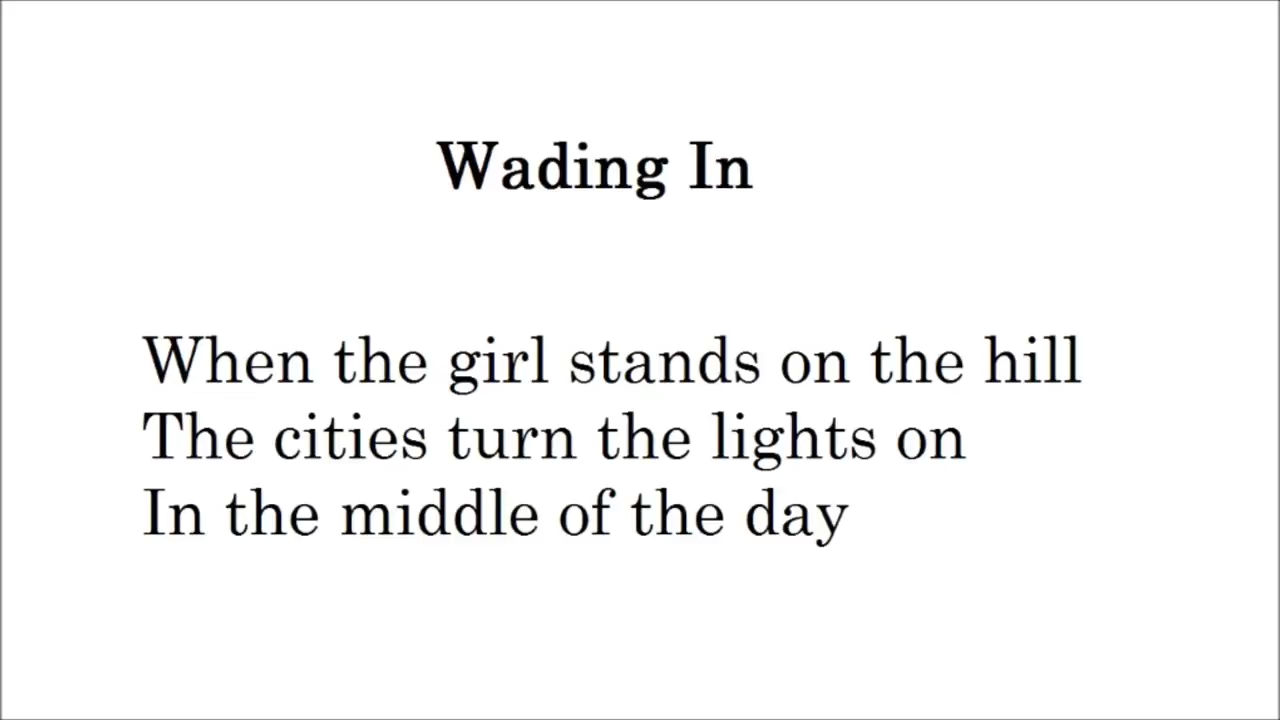 Wading In
When the girl stands on the hill
The cities turn the lights on
In the middle of the day